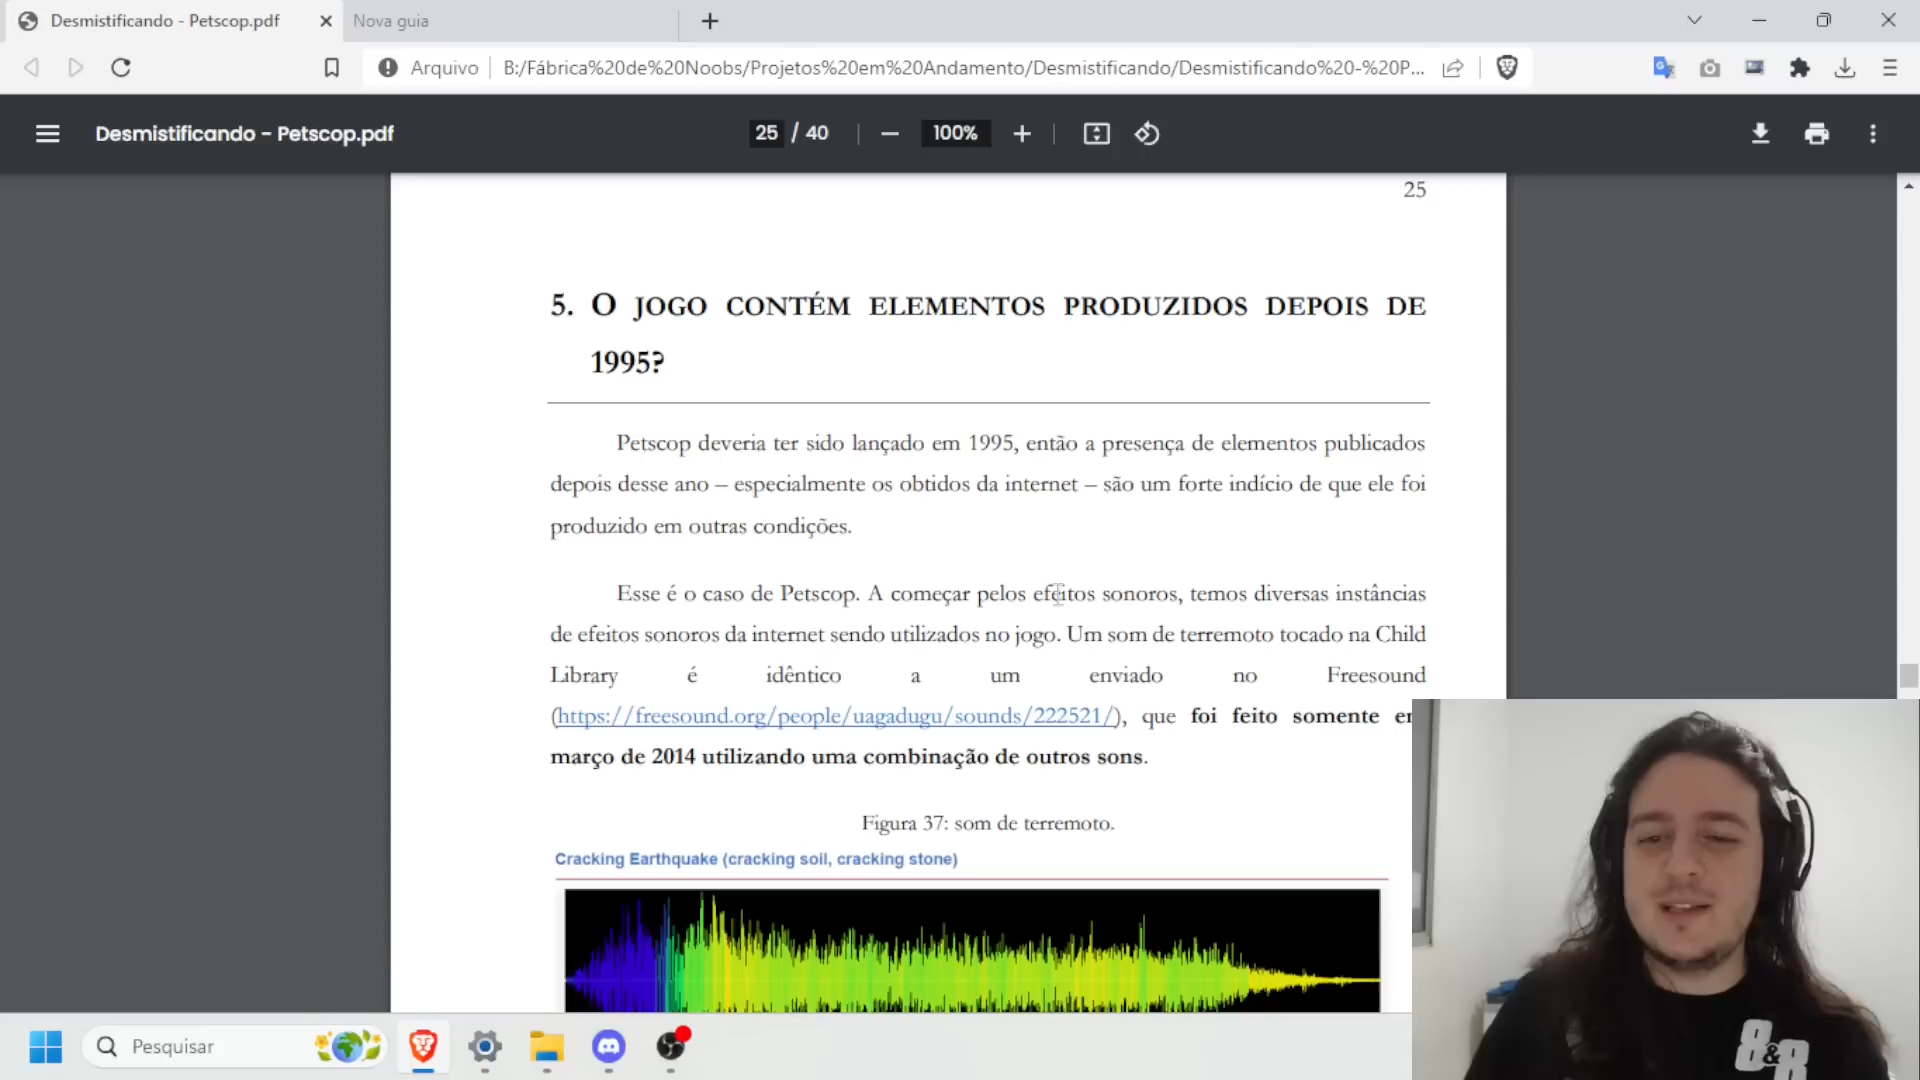 Desmistificando - Petscop.pdf
Nova guia
Arquivo
B:/Fábrica%20de%20Noobs/Projetos%20em%20Andamento/Desmistificando/Desmistificando%20-%20P...
Desmistificando - Petscop.pdf
25 / 40
100%
25
5. O JOGO CONTÉM ELEMENTOS PRODUZIDOS DEPOIS DE
1995?
Petscop deveria ter sido lançado em 1995, então a presença de elementos publicados
depois desse ano – especialmente os obtidos da internet – são um forte indício de que ele foi
produzido em outras condições.
Esse é o caso de Petscop. A começar pelos efeitos sonoros, temos diversas instâncias
de efeitos sonoros da internet sendo utilizados no jogo. Um som de terremoto tocado na Child
Library é idêntico a um enviado no Freesound
(https://freesound.org/people/uagadugu/sounds/222521/), que foi feito somente e
março de 2014 utilizando uma combinação de outros sons.
Figura 37: som de terremoto.
Cracking Earthquake (cracking soil, cracking stone)
Pesquisar
8&8